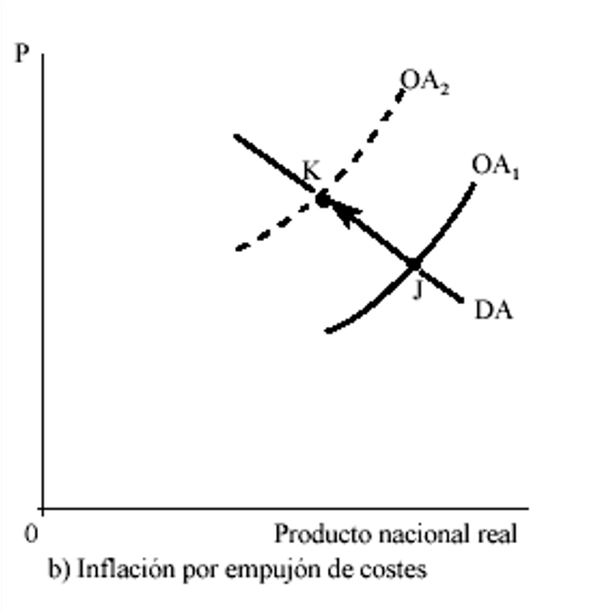 P
OA₂
K
OA₁
J
DA
0
Producto nacional real
b) Inflación por empujón de costes